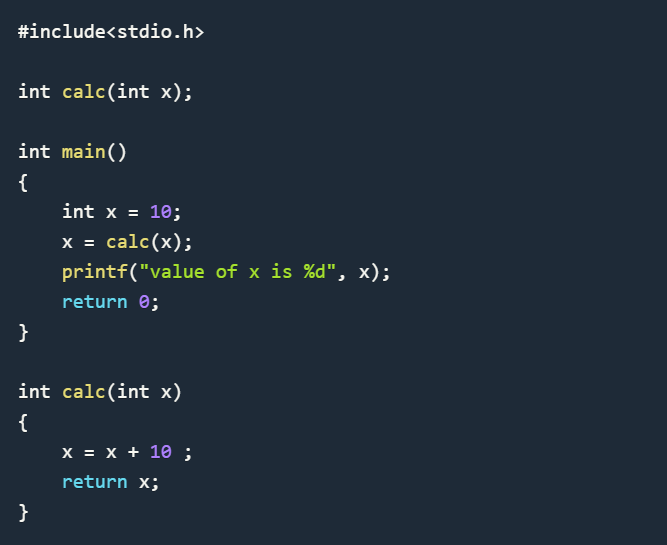 #include<stdio.h>
int calc(int x);
int main()
{
    int x = 10;
    x = calc(x);
    printf("value of x is %d", x);
    return 0;
}
int calc(int x)
{
    x = x + 10 ;
    return x;
}